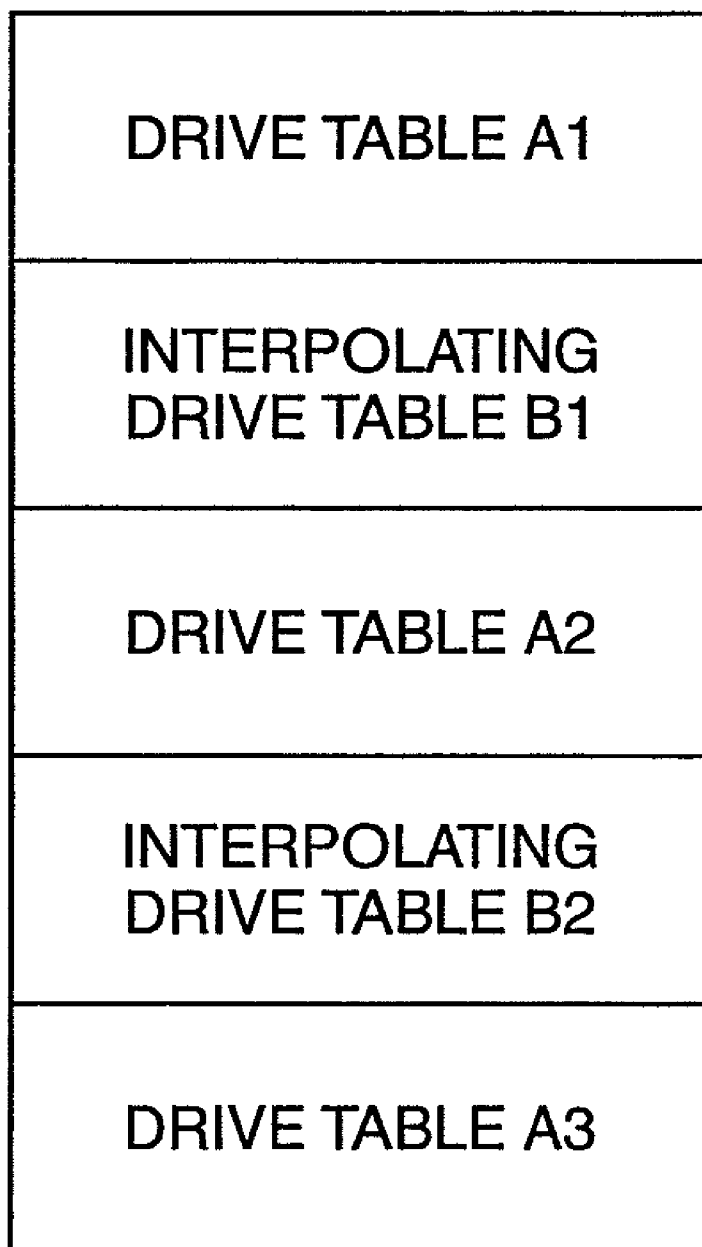 DRIVE TABLE A1
INTERPOLATING
DRIVE TABLE B1
DRIVE TABLE A2
INTERPOLATING
DRIVE TABLE B2
DRIVE TABLE A3